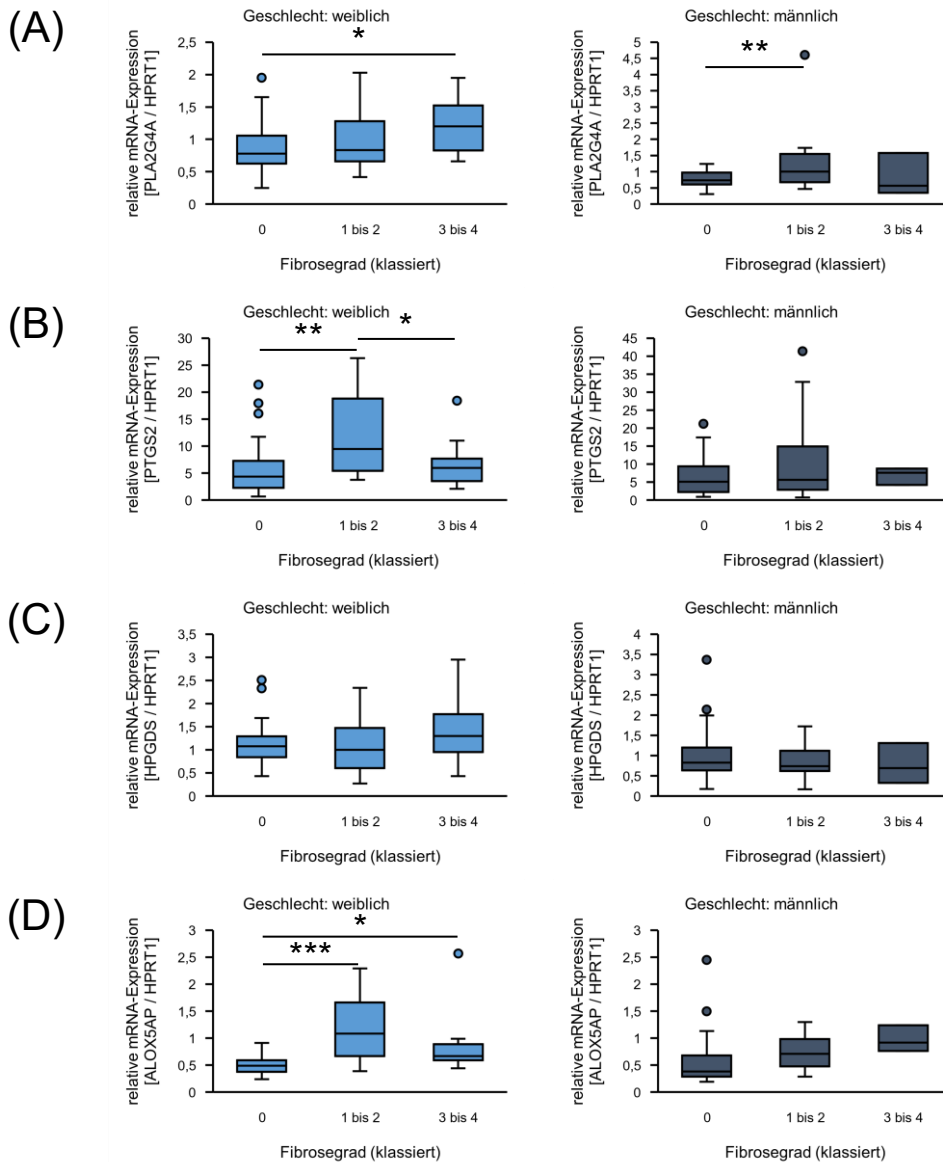 (A)
Geschlecht: weiblich
*
relative mRNA-Expression
[PLA2G4A / HPRT1]
2,5
2
1,5
1
0,5
0
0 1 bis 2 3 bis 4
Fibrosegrad (klassiert)
Geschlecht: männlich
**
relative mRNA-Expression
[PLA2G4A / HPRT1]
5
4,5
4
3,5
3
2,5
2
1,5
1
0,5
0
0 1 bis 2 3 bis 4
Fibrosegrad (klassiert)
(B)
Geschlecht: weiblich
** *
relative mRNA-Expression
[PTGS2 / HPRT1]
30
25
20
15
10
5
0
0 1 bis 2 3 bis 4
Fibrosegrad (klassiert)
Geschlecht: männlich
relative mRNA-Expression
[PTGS2 / HPRT1]
45
40
35
30
25
20
15
10
5
0
0 1 bis 2 3 bis 4
Fibrosegrad (klassiert)
(C)
Geschlecht: weiblich
relative mRNA-Expression
[HPGDS / HPRT1]
3,5
3
2,5
2
1,5
1
0,5
0
0 1 bis 2 3 bis 4
Fibrosegrad (klassiert)
Geschlecht: männlich
relative mRNA-Expression
[HPGDS / HPRT1]
4
3,5
3
2,5
2
1,5
1
0,5
0
0 1 bis 2 3 bis 4
Fibrosegrad (klassiert)
(D)
Geschlecht: weiblich
*
***
relative mRNA-Expression
[ALOX5AP / HPRT1]
3
2,5
2
1,5
1
0,5
0
0 1 bis 2 3 bis 4
Fibrosegrad (klassiert)
Geschlecht: männlich
relative mRNA-Expression
[ALOX5AP / HPRT1]
3
2,5
2
1,5
1
0,5
0
0 1 bis 2 3 bis 4
Fibrosegrad (klassiert)